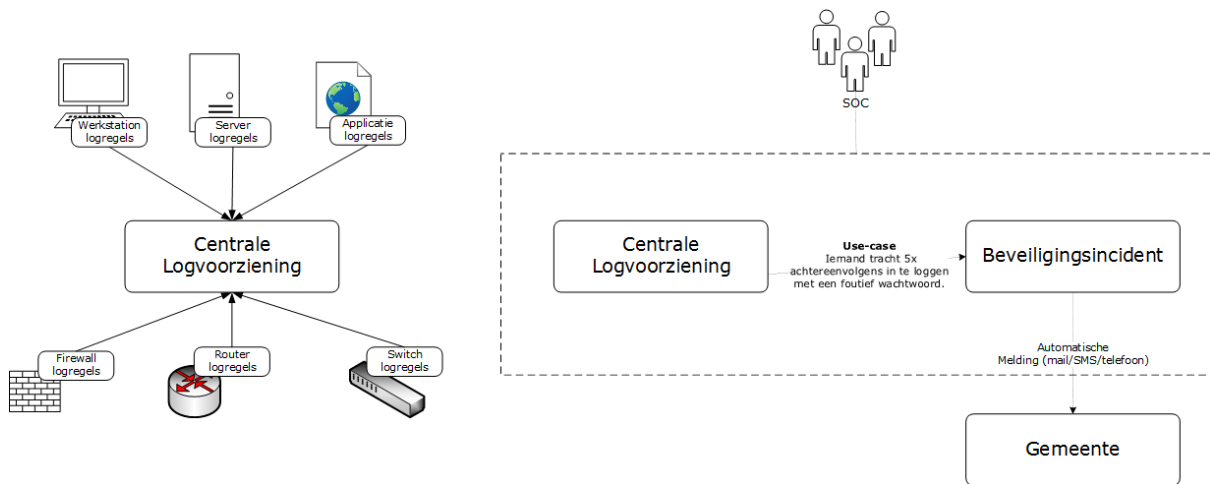 Werkstation
logregels
Server
logregels
Applicatie
logregels
Centrale
Logvoorziening
Firewall
logregels
Router
logregels
Switch
logregels
SOC
Centrale
Logvoorziening
Use-case
Iemand tracht 5x
achtereenvolgens in te loggen
met een foutief wachtwoord.
Beveiligingsincident
Automatische
Melding (mail/SMS/telefoon)
Gemeente